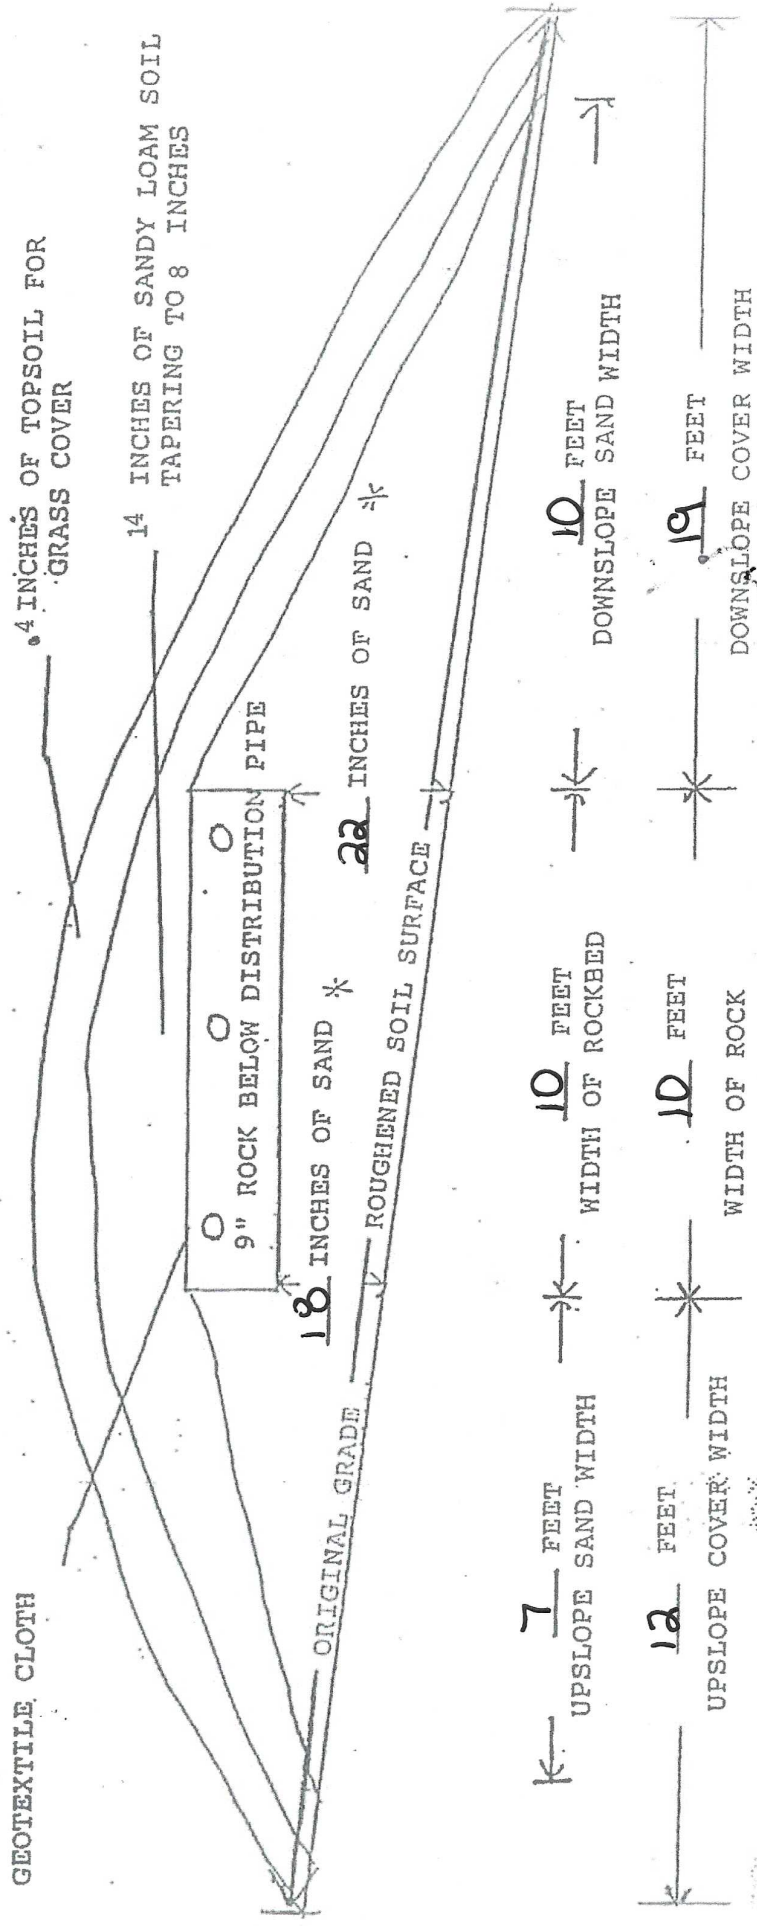 GEOTEXTILE CLOTH
4 INCHES OF TOPSOIL FOR
GRASS COVER
14 INCHES OF SANDY LOAM SOIL
TAPERING TO 8 INCHES
9" ROCK BELOW DISTRIBUTION PIPE
18 INCHES OF SAND *
22 INCHES OF SAND *
ORIGINAL GRADE
ROUGHENED SOIL SURFACE
7 FEET
UPSLOPE SAND WIDTH
10 FEET
WIDTH OF ROCKBED
10 FEET
DOWNSLOPE SAND WIDTH
12 FEET
UPSLOPE COVER WIDTH
10 FEET
WIDTH OF ROCK
19 FEET
DOWNSLOPE COVER WIDTH